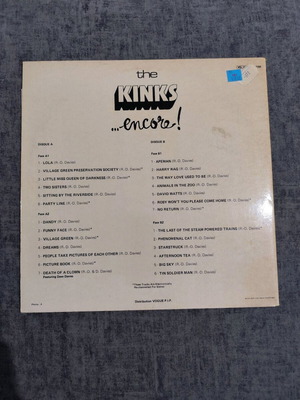 the
KINKS
...encore!
DISQUE A
Face A1
1 - LOLA (R.D. Davies)
2 - VILLAGE GREEN PRESERVATION SOCIETY (R.D. Davies)*
3 - LITTLE MISS QUEEN OF DARKNESS (R.D. Davies)*
4 - TWO SISTERS (R.D. Davies)
5 - SITTING BY THE RIVERSIDE (R.D. Davies)
6 - PARTY LINE (R.D. Davies)*
Face A2
1 - DANDY (R.D. Davies)
2 - FUNNY FACE (R.D. Davies)*
3 - VILLAGE GREEN (R.D. Davies)*
4 - DREAMS (R.D. Davies)
5 - PEOPLE TAKE PICTURES OF EACH OTHER (R.D. Davies)
6 - PICTURE BOOK (R.D. Davies)*
7 - DEATH OF A CLOWN (R.D. & D. Davies)
Featuring Dave Davies
DISQUE B
Face B1
1 - APEMAN (R.D. Davies)
2 - HARRY RAG (R.D. Davies)
3 - THE WAY LOVE USED TO BE (R.D. Davies)
4 - ANIMALS IN THE ZOO (R.D. Davies)
5 - DAVID WATTS (R.D. Davies)
6 - ROSY WON'T YOU PLEASE COME HOME (R.D. Davies)*
7 - NO RETURN (R.D. Davies)*
Face B2
1 - THE LAST OF THE STEAM POWERED TRAINS (R.D. Davies)
2 - PHENOMENAL CAT (R.D. Davies)
3 - STARSTRUCK (R.D. Davies)
4 - AFTERNOON TEA (R.D. Davies)
5 - BIG SKY (R.D. Davies)
6 - TIN SOLDIER MAN (R.D. Davies)
Distribution VOGUE P.I.P.